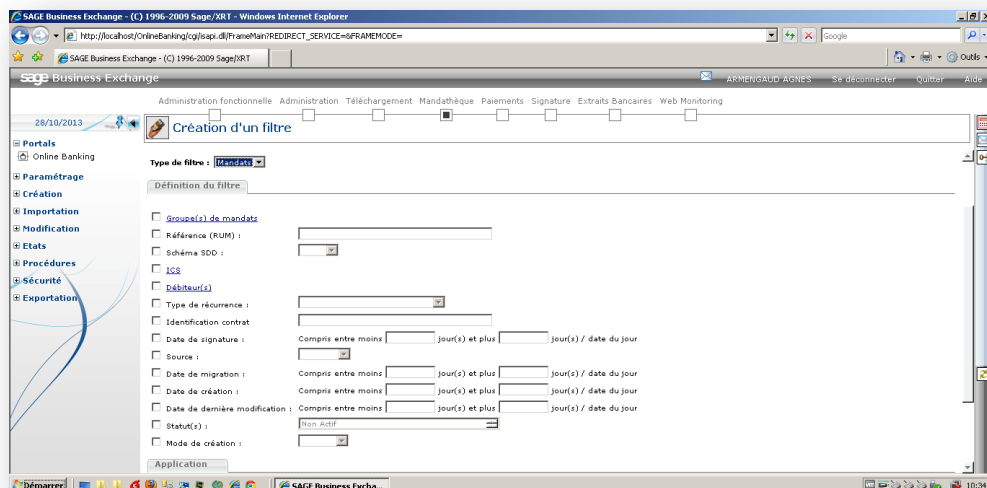 SAGE Business Exchange - (C) 1996-2009 Sage/XRT - Windows Internet Explorer
http://localhost/OnlineBanking/cgi/isapi.dll/FrameMain?REDIRECT_SERVICE=&FRAMEMODE=
Google
SAGE Business Exchange - (C) 1996-2009 Sage/XRT
Outils
sage Business Exchange
ARMENGAUD AGNES Se déconnecter Quitter Aide
Administration fonctionnelle Administration Téléchargement Mandathèque Paiements Signature Extraits Bancaires Web Monitoring
28/10/2013
Création d'un filtre
Portals
Online Banking
Paramétrage
Création
Importation
Modification
Etats
Procédures
Sécurité
Exportation
Type de filtre : Mandats
Définition du filtre
Groupe(s) de mandats
Référence (RUM) :
Schéma SDD :
ICS
Débiteur(s)
Type de récurrence :
Identification contrat
Date de signature : Compris entre moins jour(s) et plus jour(s) / date du jour
Source :
Date de migration : Compris entre moins jour(s) et plus jour(s) / date du jour
Date de création : Compris entre moins jour(s) et plus jour(s) / date du jour
Date de dernière modification : Compris entre moins jour(s) et plus jour(s) / date du jour
Statut(s) : Non Actif
Mode de création :
Application
Démarrer
SAGE Business Excha...
10:34